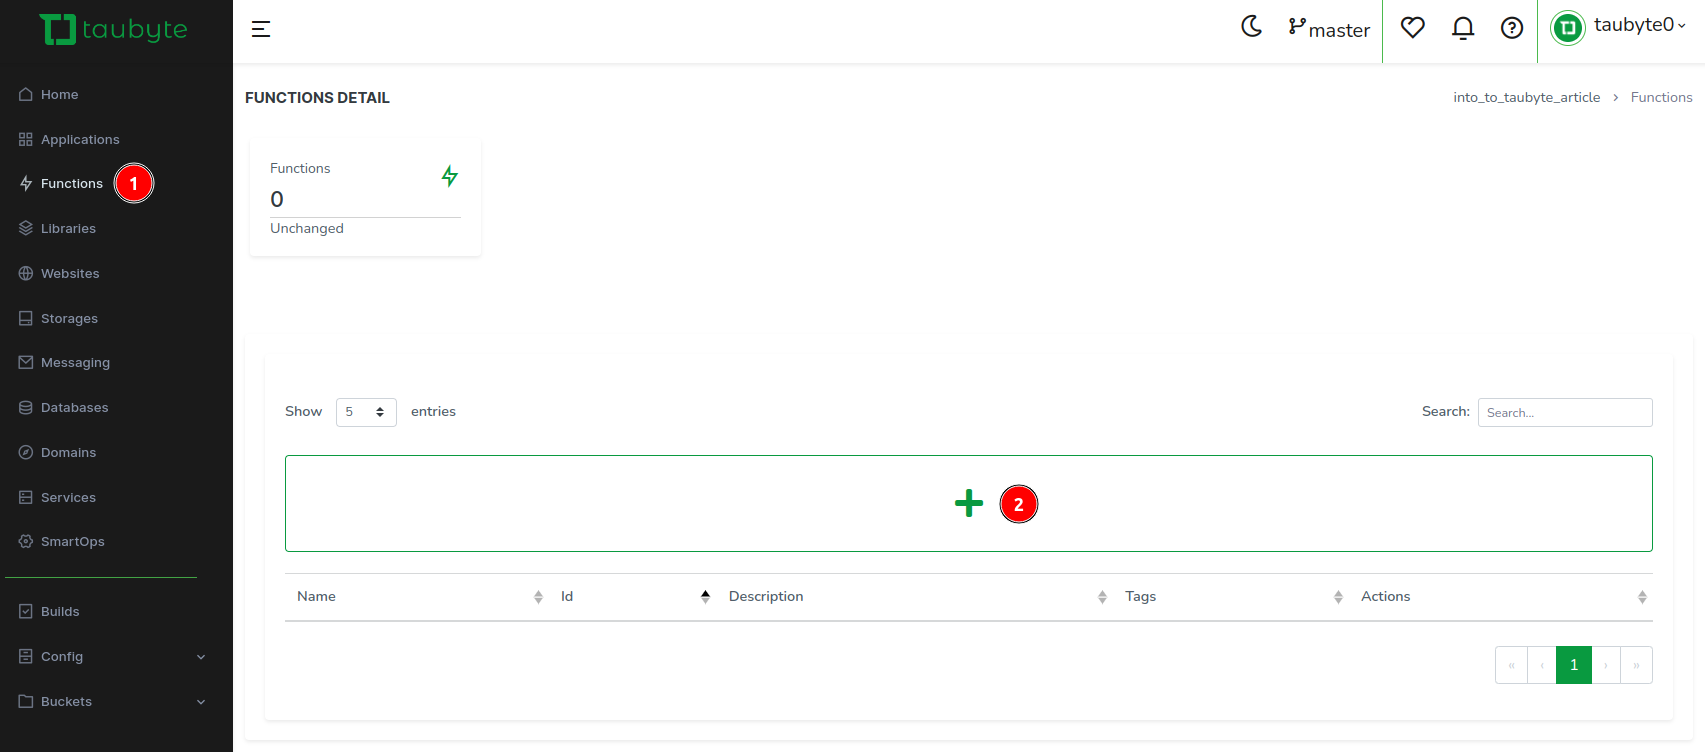 taubyte
master
taubyte0
Home
Applications
Functions 1
Libraries
Websites
Storages
Messaging
Databases
Domains
Services
SmartOps
Builds
Config
Buckets
FUNCTIONS DETAIL
into_to_taubyte_article › Functions
Functions
0
Unchanged
Show 5 entries
Search: Search...
+ 2
Name Id Description Tags Actions
« ‹ 1 › »